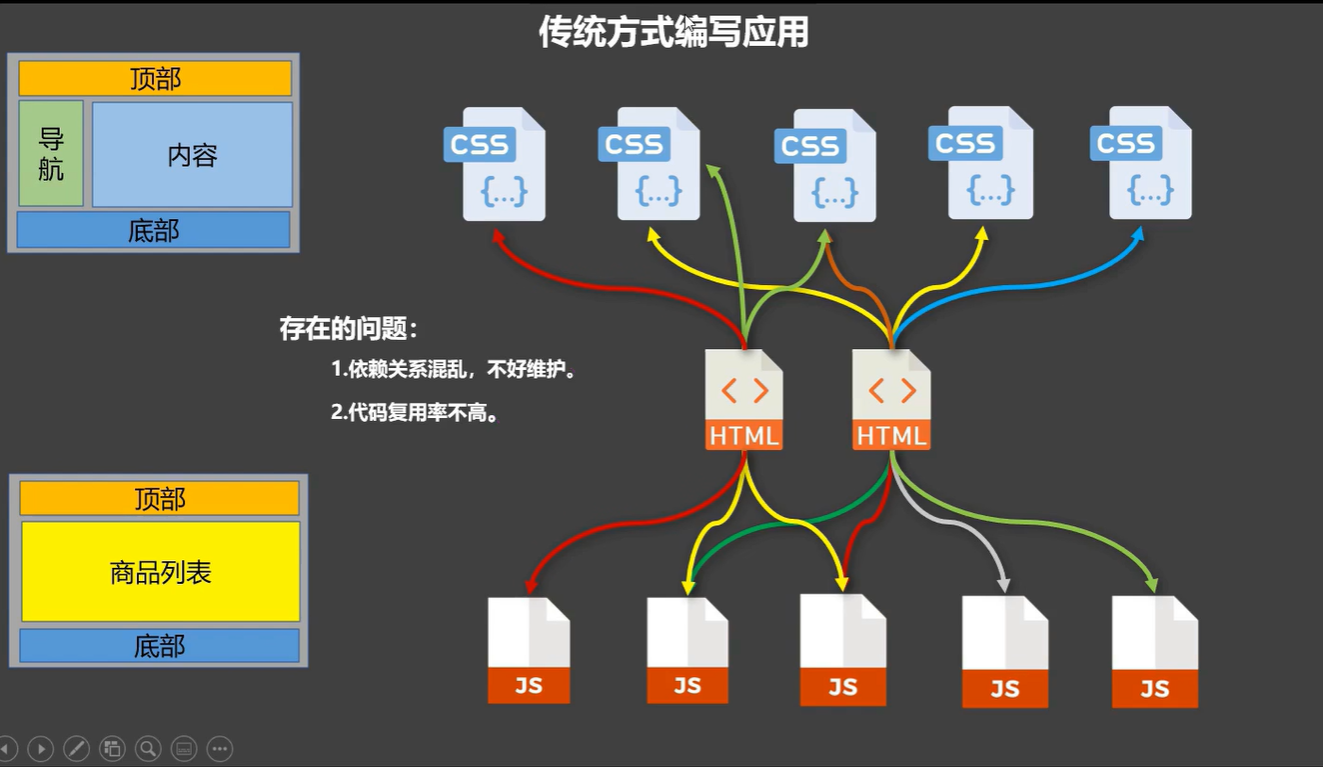 传统方式编写应用
顶部
导
航
内容
底部
CSS
{...}
CSS
{...}
CSS
{...}
CSS
{...}
CSS
{...}
存在的问题：
1.依赖关系混乱，不好维护。
2.代码复用率不高。
< >
HTML
< >
HTML
顶部
商品列表
底部
JS
JS
JS
JS
JS